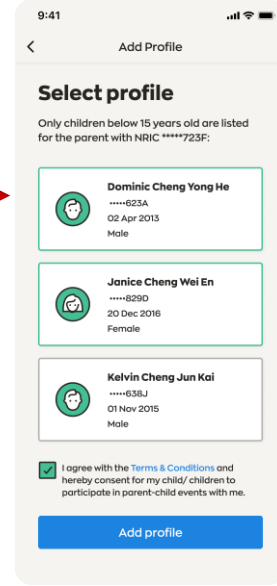 9:41
Add Profile
Select profile
Only children below 15 years old are listed
for the parent with NRIC *****723F:
Dominic Cheng Yong He
·····623A
02 Apr 2013
Male
Janice Cheng Wei En
·····829D
20 Dec 2016
Female
Kelvin Cheng Jun Kai
·····638J
01 Nov 2015
Male
I agree with the Terms & Conditions and
hereby consent for my child/ children to
participate in parent-child events with me.
Add profile